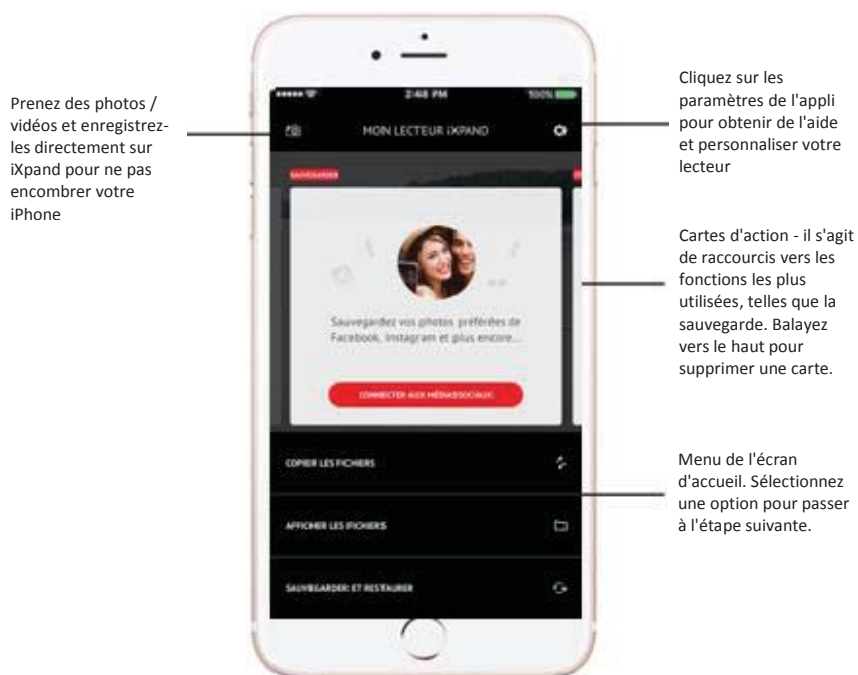 Prenez des photos /
vidéos et enregistrez-
les directement sur
iXpand pour ne pas
encombrer votre
iPhone
2:48 PM
100%
MON LECTEUR iXPAND
SAUVEGARDER
Sauvegardez vos photos préférées de
Facebook, Instagram et plus encore...
CONNECTER AUX MÉDIAS SOCIAUX
COPIER LES FICHIERS
AFFICHER LES FICHIERS
SAUVEGARDER ET RESTAURER
Cliquez sur les
paramètres de l'appli
pour obtenir de l'aide
et personnaliser votre
lecteur
Cartes d'action - il s'agit
de raccourcis vers les
fonctions les plus
utilisées, telles que la
sauvegarde. Balayez
vers le haut pour
supprimer une carte.
Menu de l'écran
d'accueil. Sélectionnez
une option pour passer
à l'étape suivante.